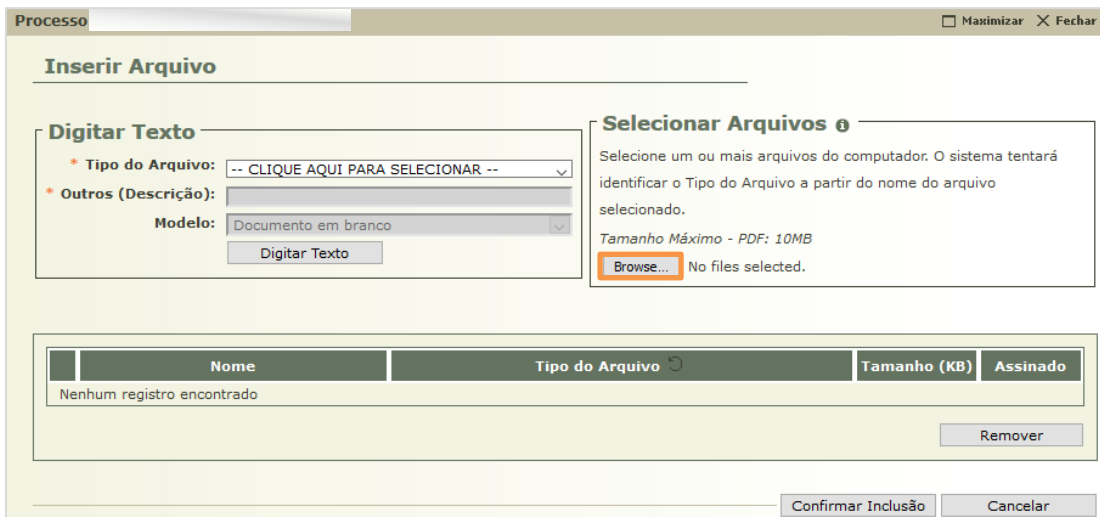 Processo
Maximizar Fechar
Inserir Arquivo
Digitar Texto
* Tipo do Arquivo: -- CLIQUE AQUI PARA SELECIONAR --
* Outros (Descrição):
Modelo: Documento em branco
Digitar Texto
Selecionar Arquivos
Selecione um ou mais arquivos do computador. O sistema tentará
identificar o Tipo do Arquivo a partir do nome do arquivo
selecionado.
Tamanho Máximo - PDF: 10MB
Browse... No files selected.
Nome Tipo do Arquivo Tamanho (KB) Assinado
Nenhum registro encontrado
Remover
Confirmar Inclusão Cancelar